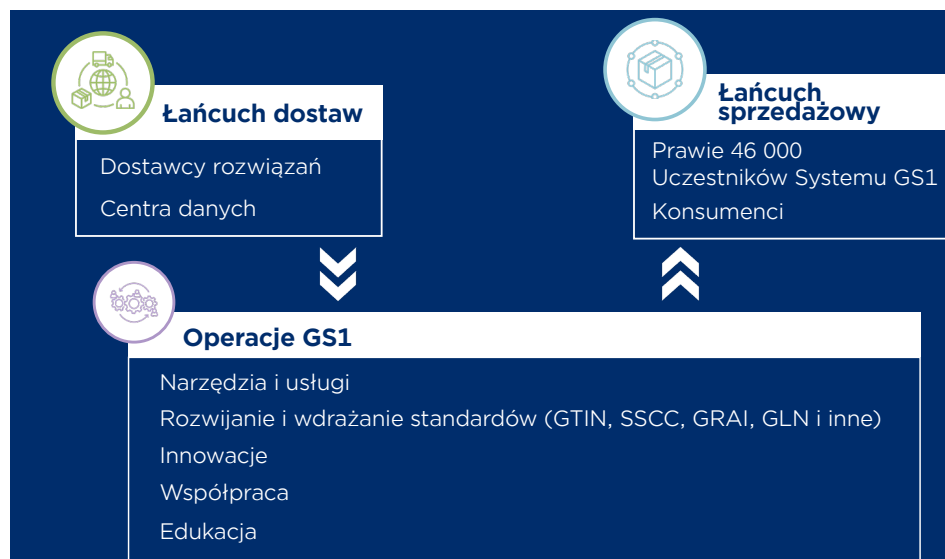 Łańcuch dostaw
Dostawcy rozwiązań
Centra danych
Łańcuch
sprzedażowy
Prawie 46 000
Uczestników Systemu GS1
Konsumenci
Operacje GS1
Narzędzia i usługi
Rozwijanie i wdrażanie standardów (GTIN, SSCC, GRAI, GLN i inne)
Innowacje
Współpraca
Edukacja